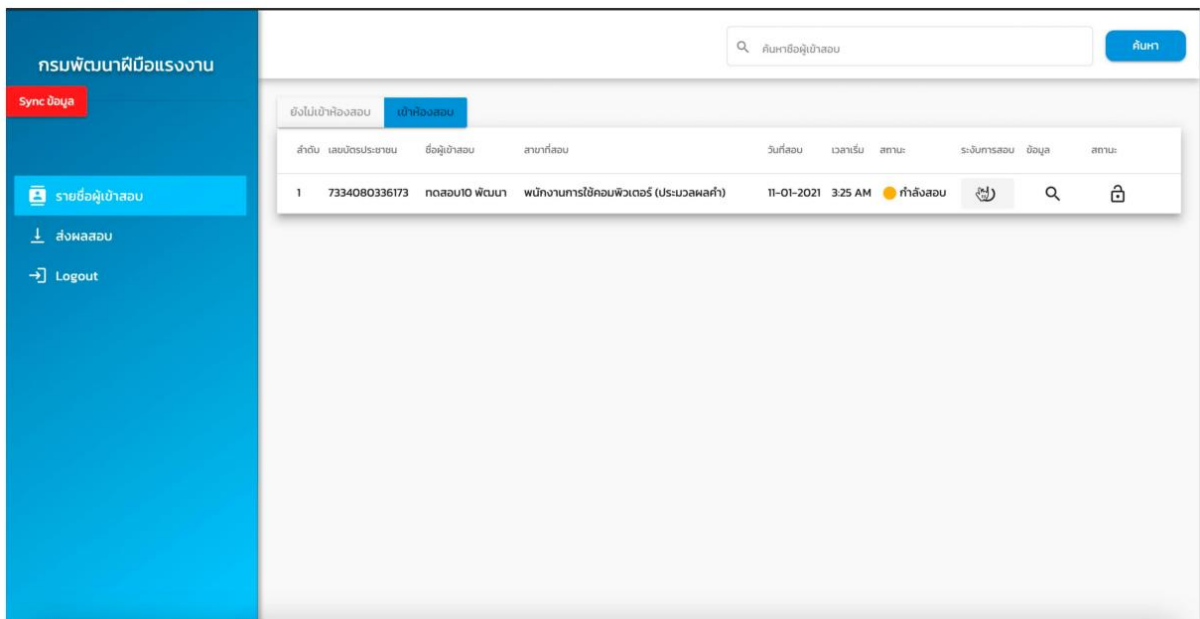 กรมพัฒนาฝีมือแรงงาน
Sync ข้อมูล
รายชื่อผู้เข้าสอบ
ส่งผลสอบ
Logout
ค้นหาชื่อผู้เข้าสอบ
ค้นหา
ยังไม่เข้าห้องสอบ เข้าห้องสอบ
ลำดับ เลขบัตรประชาชน ชื่อผู้เข้าสอบ สาขาที่สอบ วันที่สอบ เวลาเริ่ม สถานะ ระงับการสอบ ข้อมูล สถานะ
1 7334080336173 ทดสอบ10 พัฒนา พนักงานการใช้คอมพิวเตอร์ (ประมวลผลคำ) 11-01-2021 3:25 AM กำลังสอบ